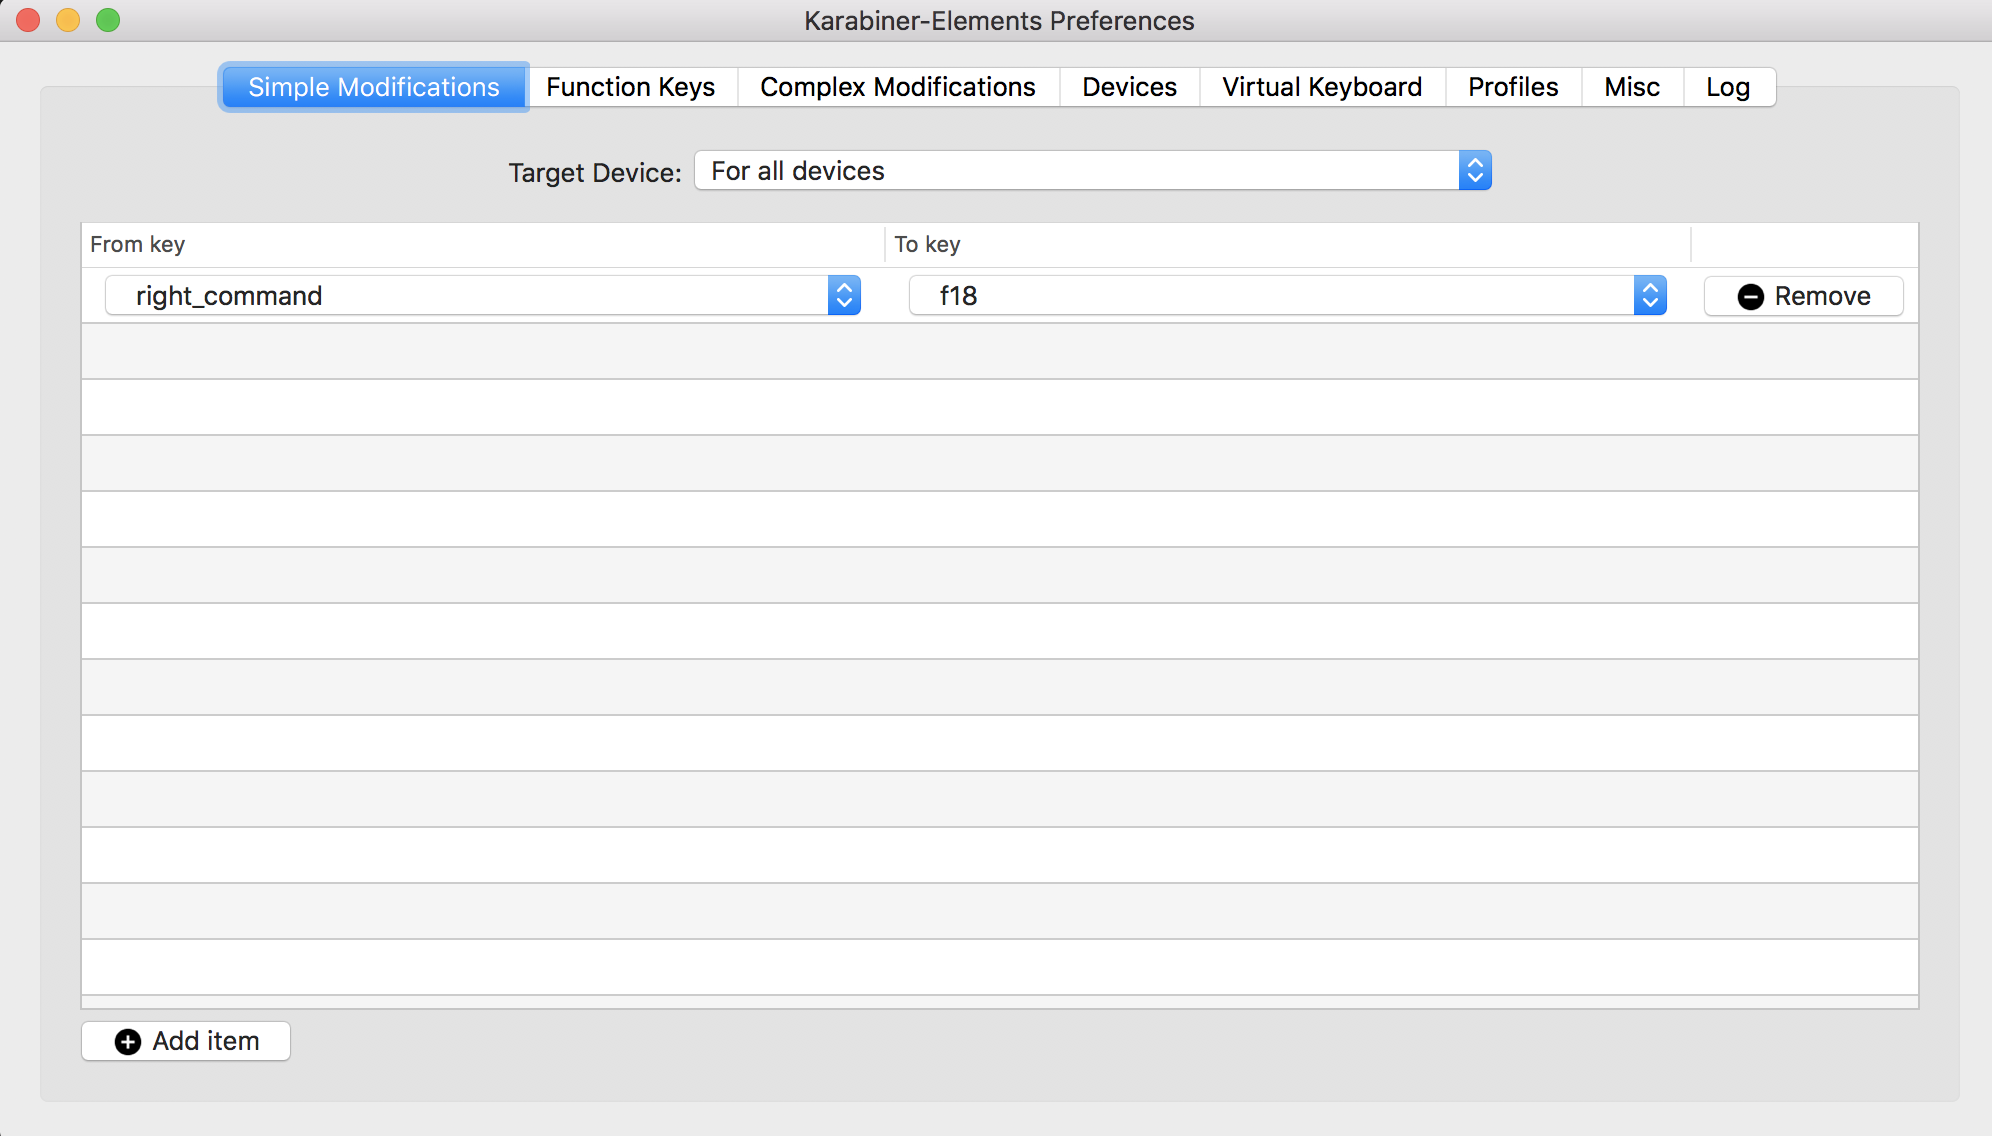 Karabiner-Elements Preferences
Simple Modifications Function Keys Complex Modifications Devices Virtual Keyboard Profiles Misc Log
Target Device: For all devices
From key To key
right_command f18 Remove
Add item